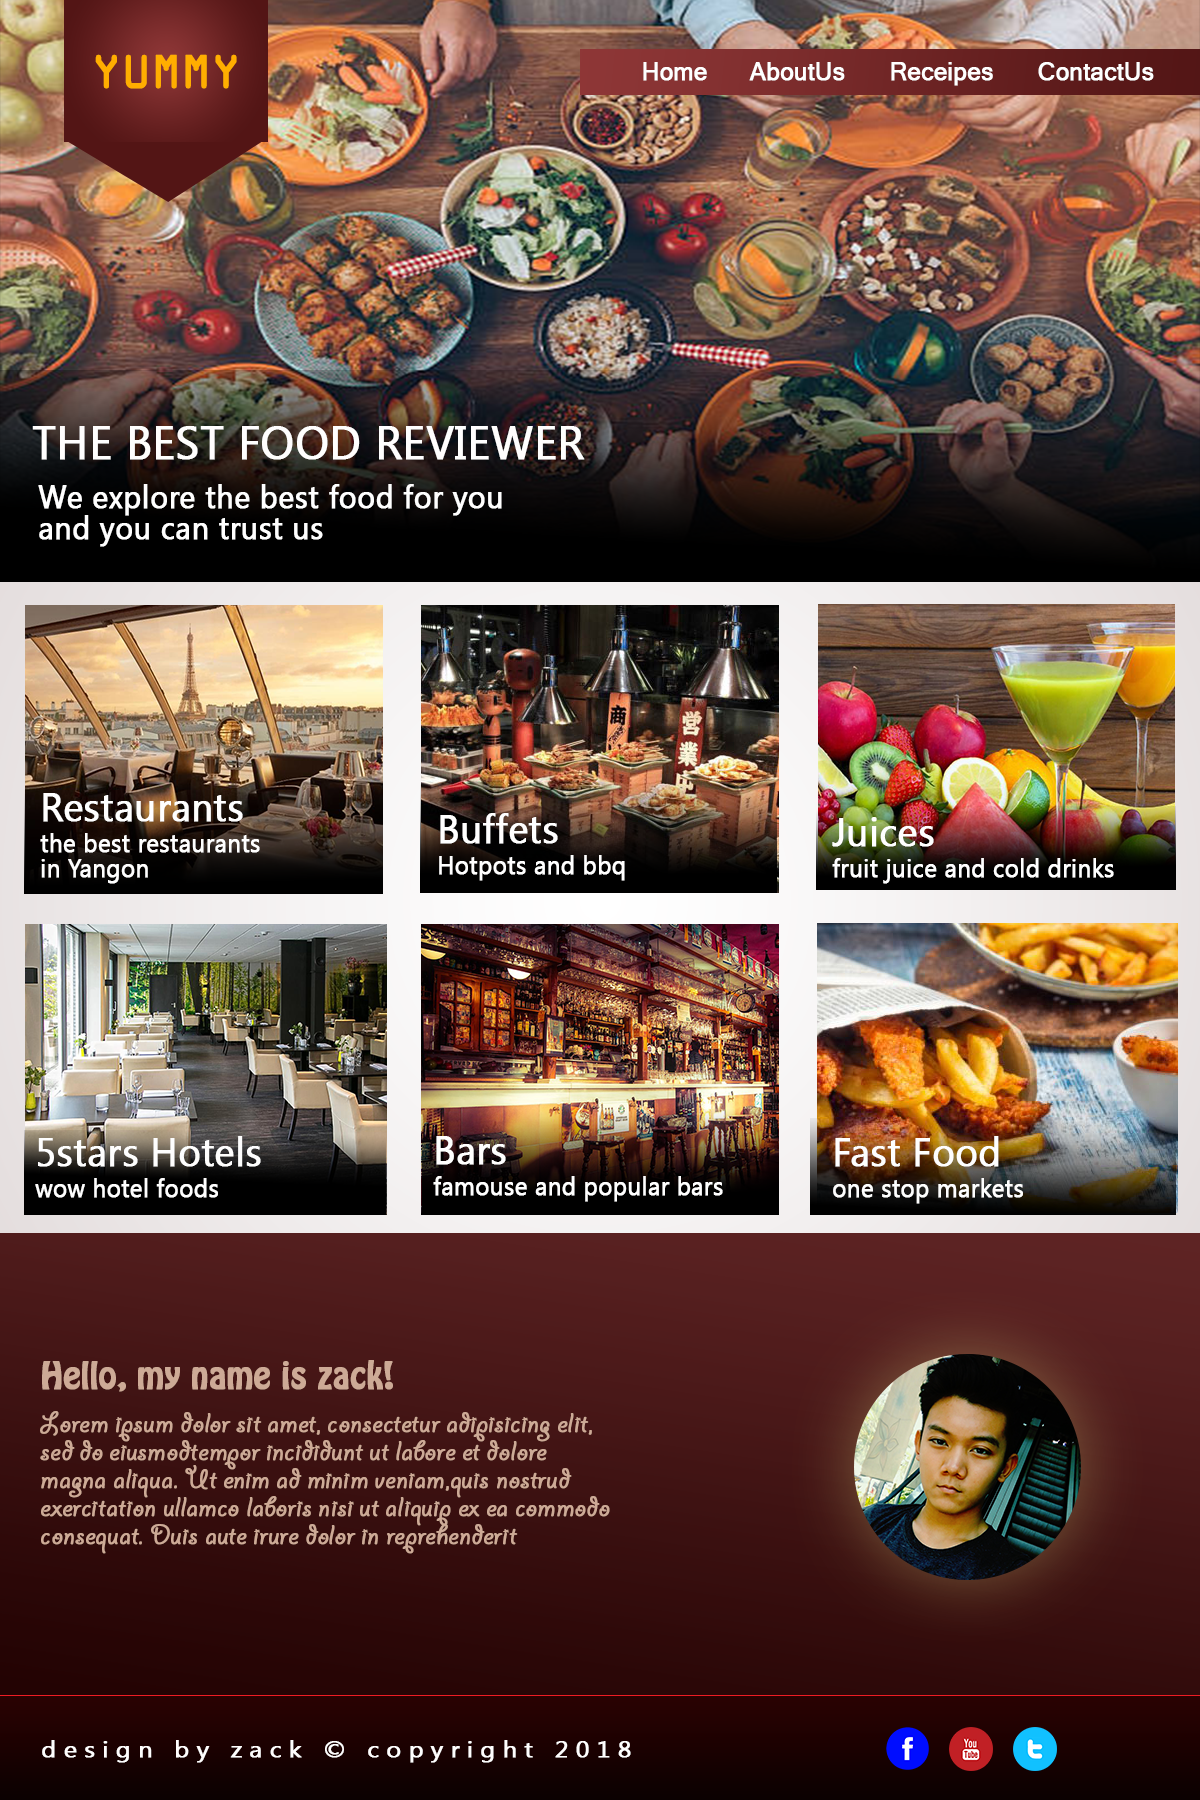 YUMMY
Home AboutUs Receipes ContactUs
THE BEST FOOD REVIEWER
We explore the best food for you
and you can trust us
Restaurants
the best restaurants
in Yangon
商
営業中
Buffets
Hotpots and bbq
Juices
fruit juice and cold drinks
5stars Hotels
wow hotel foods
Bars
famouse and popular bars
Fast Food
one stop markets
Hello, my name is zack!
Lorem ipsum dolor sit amet, consectetur adipisicing elit,
sed do eiusmodtempor incididunt ut labore et dolore
magna aliqua. Ut enim ad minim veniam,quis nostrud
exercitation ullamco laboris nisi ut aliquip ex ea commodo
consequat. Duis aute irure dolor in reprehenderit
design by zack © copyright 2018
You
Tube